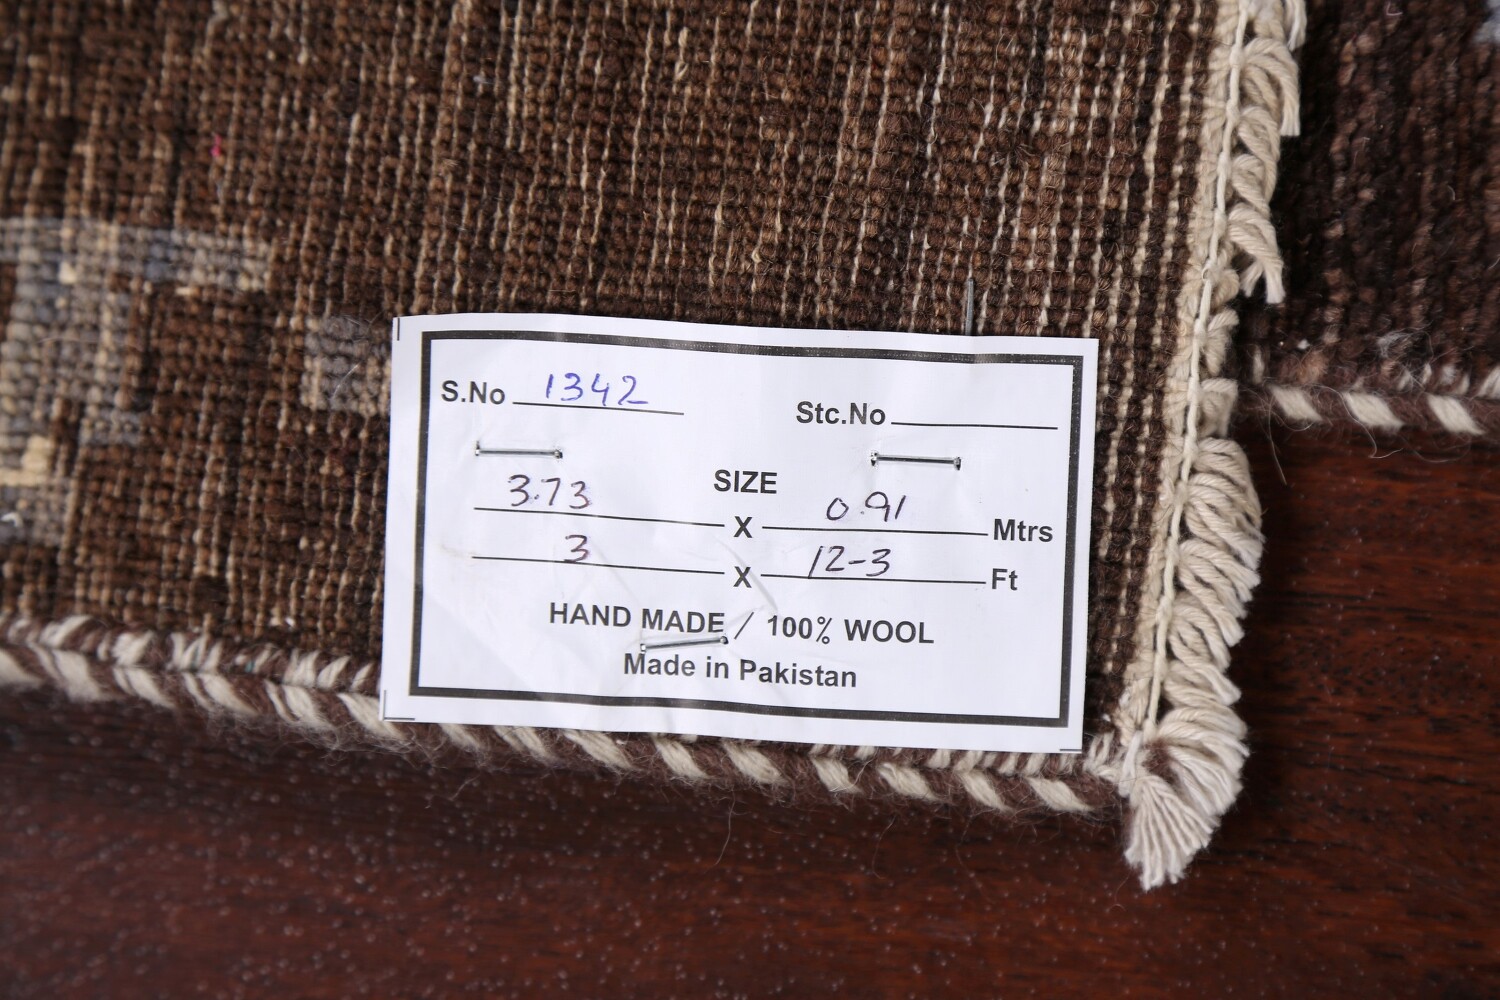 S.No 1342 Stc.No
SIZE
3.73 X 0.91 Mtrs
3 X 12-3 Ft
HAND MADE / 100% WOOL
Made in Pakistan